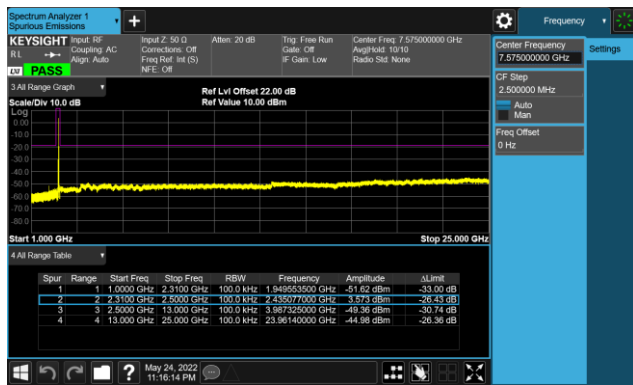 Spectrum Analyzer 1
Spurious Emissions
Frequency
KEYSIGHT Input: RF Input Z: 50 Ω Atten: 20 dB Trig: Free Run Center Freq: 7.575000000 GHz
RL Coupling: AC Corrections: Off Gate: Off Avg|Hold: 10/10
Align: Auto Freq Ref: Int (S) IF Gain: Low Radio Std: None
LXI PASS NFE: Off
Center Frequency
7.575000000 GHz
Settings
CF Step
2.500000 MHz
Auto
Man
Freq Offset
0 Hz
3 All Range Graph
Ref Lvl Offset 22.00 dB
Scale/Div 10.0 dB Ref Value 10.00 dBm
Log
0.00
-10.0
-20.0
-30.0
-40.0
-50.0
-60.0
-70.0
-80.0
Start 1.000 GHz Stop 25.000 GHz
4 All Range Table
Spur Range Start Freq Stop Freq RBW Frequency Amplitude ΔLimit
1 1 1.0000 GHz 2.3100 GHz 100.0 kHz 1.949553500 GHz -51.62 dBm -33.00 dB
2 2 2.3100 GHz 2.5000 GHz 100.0 kHz 2.435077000 GHz 3.573 dBm -26.43 dB
3 3 2.5000 GHz 13.000 GHz 100.0 kHz 3.987325000 GHz -49.36 dBm -30.74 dB
4 4 13.000 GHz 25.000 GHz 100.0 kHz 23.96140000 GHz -44.98 dBm -26.36 dB
May 24, 2022
11:16:14 PM